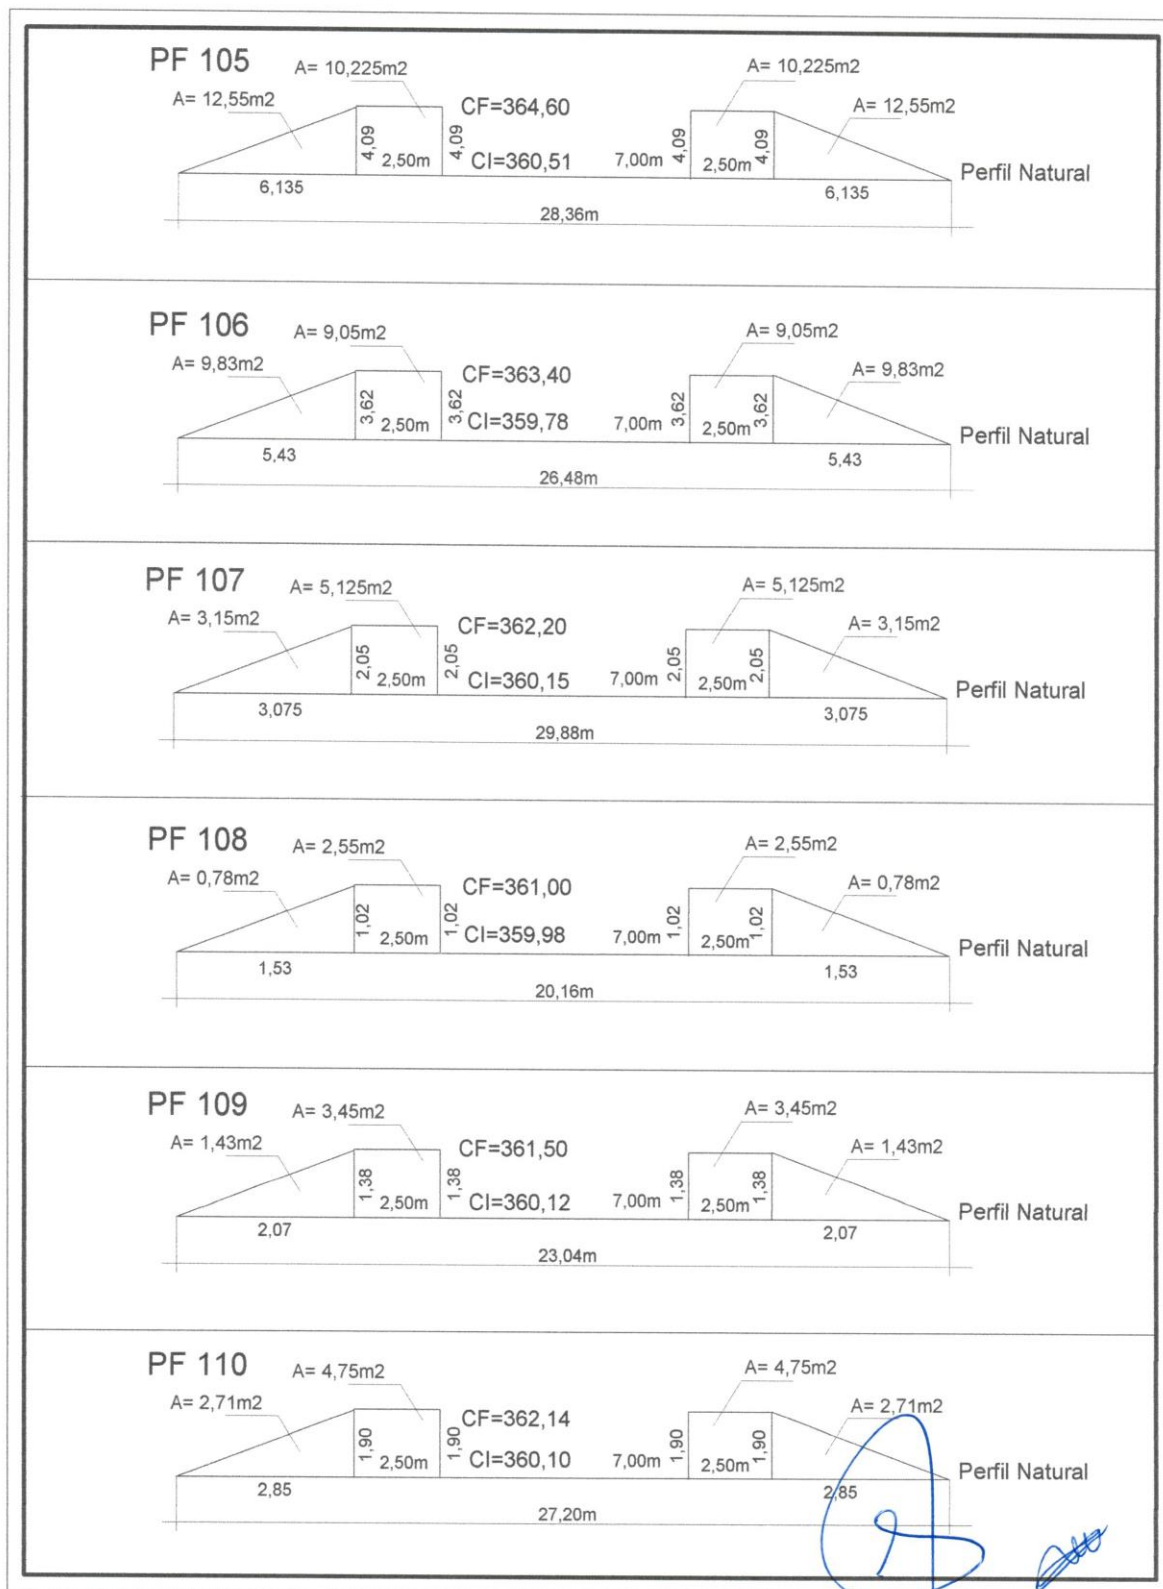 PF 105
A= 10,225m2
A= 10,225m2
A= 12,55m2
CF=364,60
A= 12,55m2
4,09
4,09
4,09
4,09
2,50m
CI=360,51
7,00m
2,50m
Perfil Natural
6,135
6,135
28,36m
PF 106
A= 9,05m2
A= 9,05m2
A= 9,83m2
CF=363,40
A= 9,83m2
3,62
3,62
3,62
3,62
2,50m
CI=359,78
7,00m
2,50m
Perfil Natural
5,43
5,43
26,48m
PF 107
A= 5,125m2
A= 5,125m2
A= 3,15m2
CF=362,20
A= 3,15m2
2,05
2,05
2,05
2,05
2,50m
CI=360,15
7,00m
2,50m
Perfil Natural
3,075
3,075
29,88m
PF 108
A= 2,55m2
A= 2,55m2
A= 0,78m2
CF=361,00
A= 0,78m2
1,02
1,02
1,02
1,02
2,50m
CI=359,98
7,00m
2,50m
Perfil Natural
1,53
1,53
20,16m
PF 109
A= 3,45m2
A= 3,45m2
A= 1,43m2
CF=361,50
A= 1,43m2
1,38
1,38
1,38
1,38
2,50m
CI=360,12
7,00m
2,50m
Perfil Natural
2,07
2,07
23,04m
PF 110
A= 4,75m2
A= 4,75m2
A= 2,71m2
CF=362,14
A= 2,71m2
1,90
1,90
1,90
1,90
2,50m
CI=360,10
7,00m
2,50m
Perfil Natural
2,85
2,85
27,20m